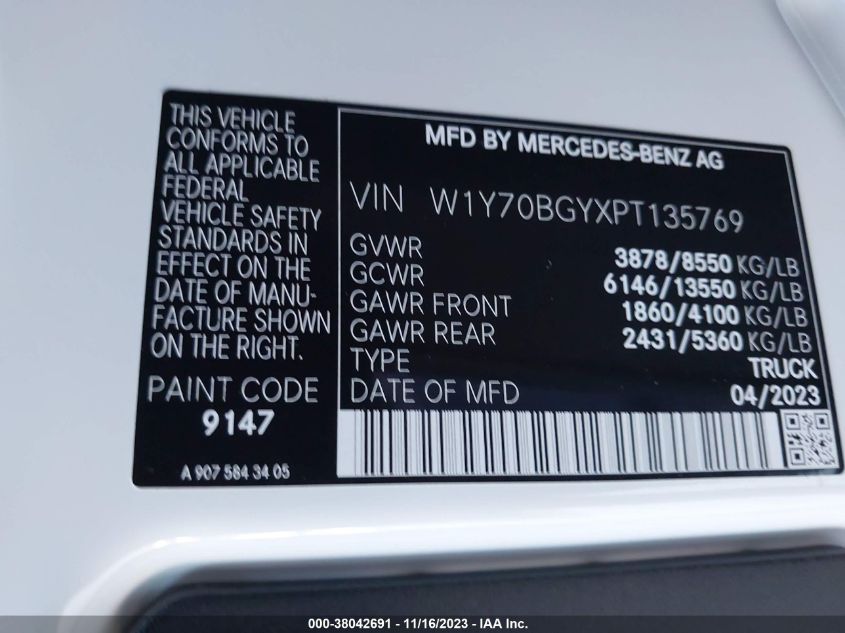 THIS VEHICLE
CONFORMS TO
ALL APPLICABLE
FEDERAL
VEHICLE SAFETY
STANDARDS IN
EFFECT ON THE
DATE OF MANU-
FACTURE SHOWN
ON THE RIGHT.
PAINT CODE
9147
A 907 584 34 05
MFD BY MERCEDES-BENZ AG
VIN W1Y70BGYXPT135769
GVWR 3878/8550 KG/LB
GCWR 6146/13550 KG/LB
GAWR FRONT 1860/4100 KG/LB
GAWR REAR 2431/5360 KG/LB
TYPE TRUCK
DATE OF MFD 04/2023
000-38042691 - 11/16/2023 - IAA Inc.